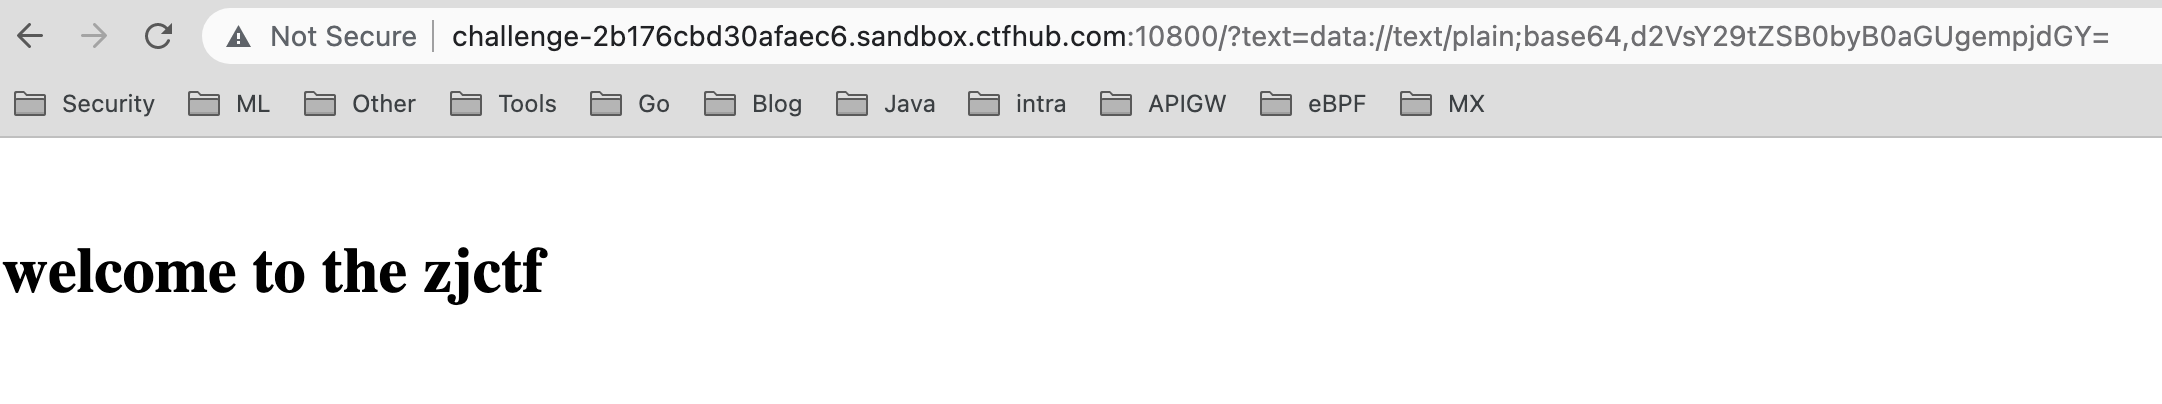 Not Secure challenge-2b176cbd30afaec6.sandbox.ctfhub.com:10800/?text=data://text/plain;base64,d2VsY29tZSB0byB0aGUgempjdGY=
Security ML Other Tools Go Blog Java intra APIGW eBPF MX
welcome to the zjctf